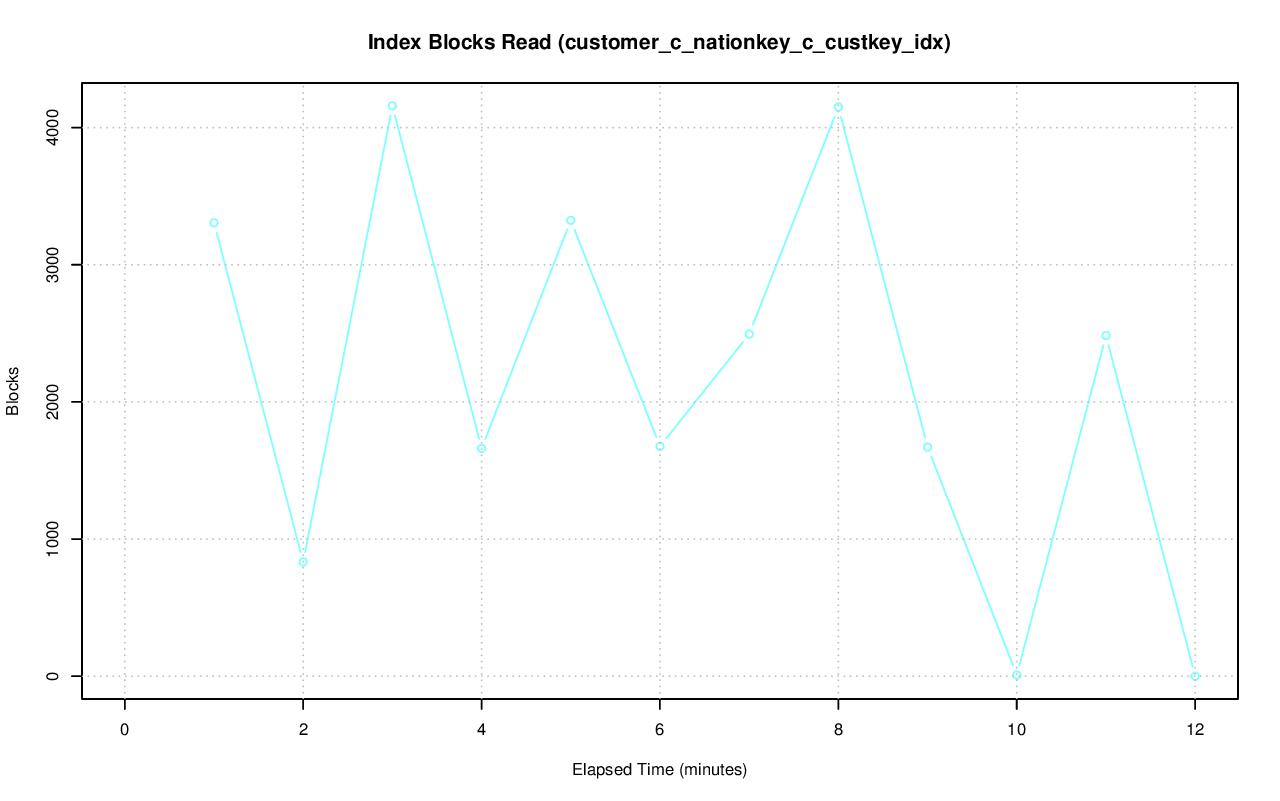 Index Blocks Read (customer_c_nationkey_c_custkey_idx)
Blocks
4000
3000
2000
1000
0
0 2 4 6 8 10 12
Elapsed Time (minutes)